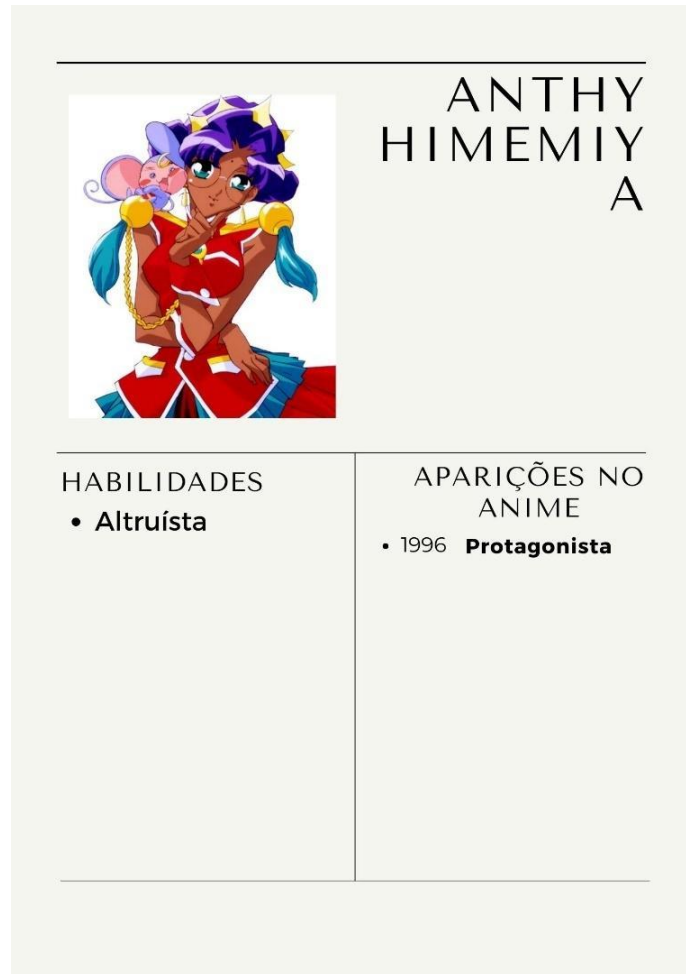 ANTHY
HIMEMIY
A
HABILIDADES
• Altruísta
APARIÇÕES NO
ANIME
• 1996 Protagonista